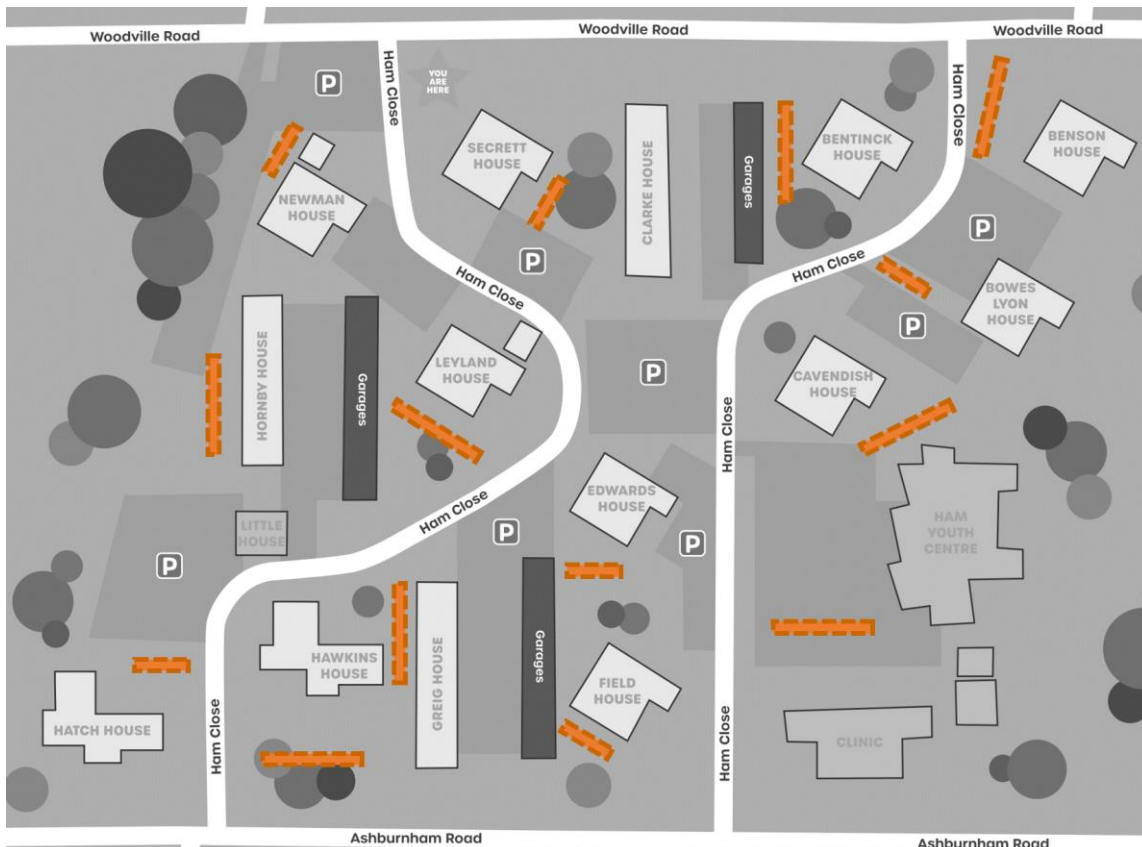 Woodville Road
Woodville Road
Woodville Road
Ham Close
Ham Close
P
YOU
ARE
HERE
SECRETT
HOUSE
CLARKE HOUSE
Garages
BENTINCK
HOUSE
BENSON
HOUSE
NEWMAN
HOUSE
P
P
Ham Close
Ham Close
BOWES
LYON
HOUSE
P
HORNBY HOUSE
Garages
LEYLAND
HOUSE
P
CAVENDISH
HOUSE
Ham Close
Ham Close
EDWARDS
HOUSE
LITTLE
HOUSE
P
P
P
HAM
YOUTH
CENTRE
HAWKINS
HOUSE
GREIG HOUSE
Garages
FIELD
HOUSE
HATCH HOUSE
Ham Close
Ham Close
CLINIC
Ashburnham Road
Ashburnham Road